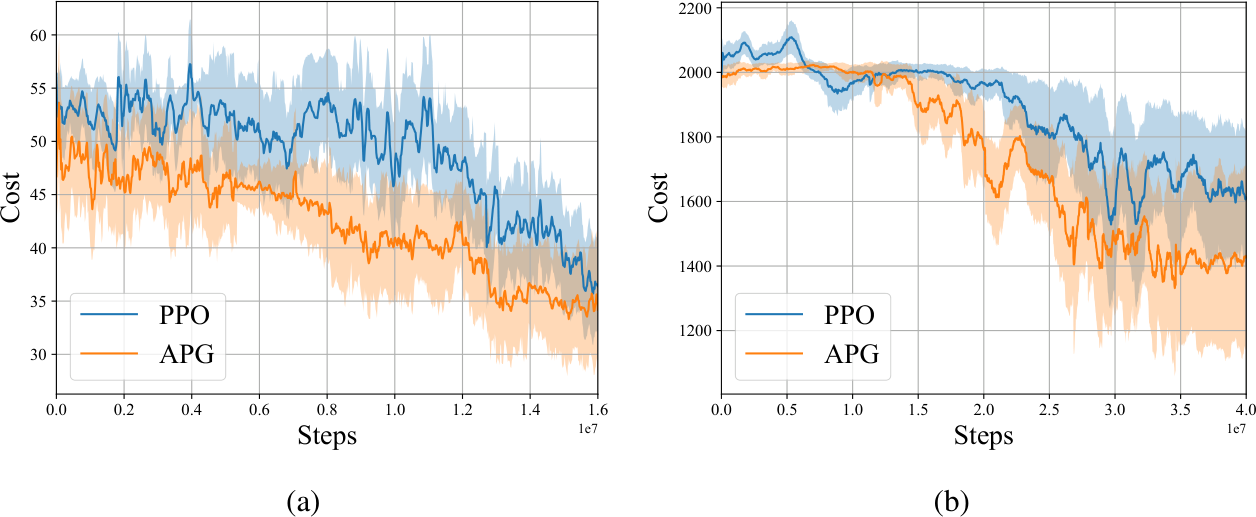 60
55
50
45
40
35
30
Cost
PPO
APG
0.0 0.2 0.4 0.6 0.8 1.0 1.2 1.4 1.6
1e7
Steps
(a)
2200
2000
1800
1600
1400
1200
Cost
PPO
APG
0.0 0.5 1.0 1.5 2.0 2.5 3.0 3.5 4.0
1e7
Steps
(b)